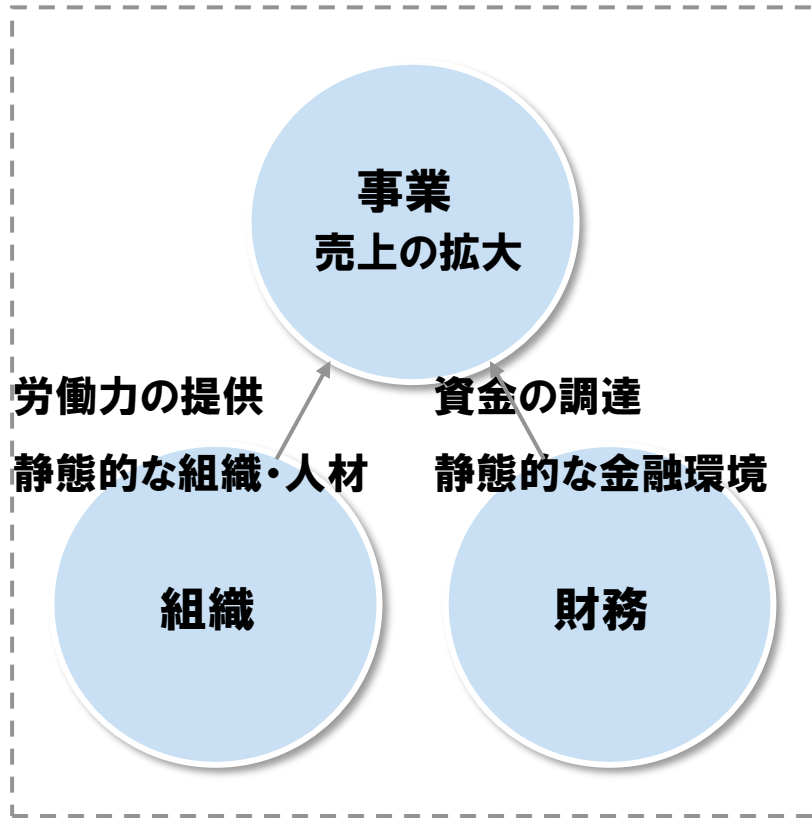 事業
売上の拡大
労働力の提供
静態的な組織・人材
資金の調達
静態的な金融環境
組織
財務